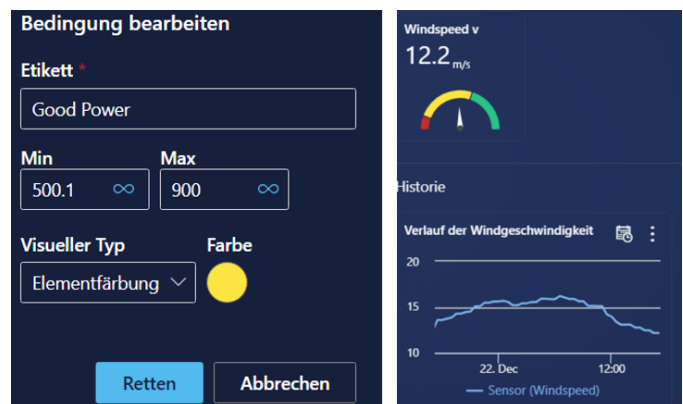 Bedingung bearbeiten
Etikett *
Good Power
Min Max
500.1 ∞ 900 ∞
Visueller Typ Farbe
Elementfärbung
Retten Abbrechen
Windspeed v
12.2 m/s
Historie
Verlauf der Windgeschwindigkeit
20
15
10
22. Dec 12:00
Sensor (Windspeed)